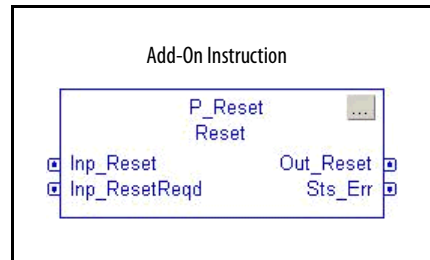 Add-On Instruction
P_Reset
...
Reset
Inp_Reset
Out_Reset
Inp_ResetReqd
Sts_Err